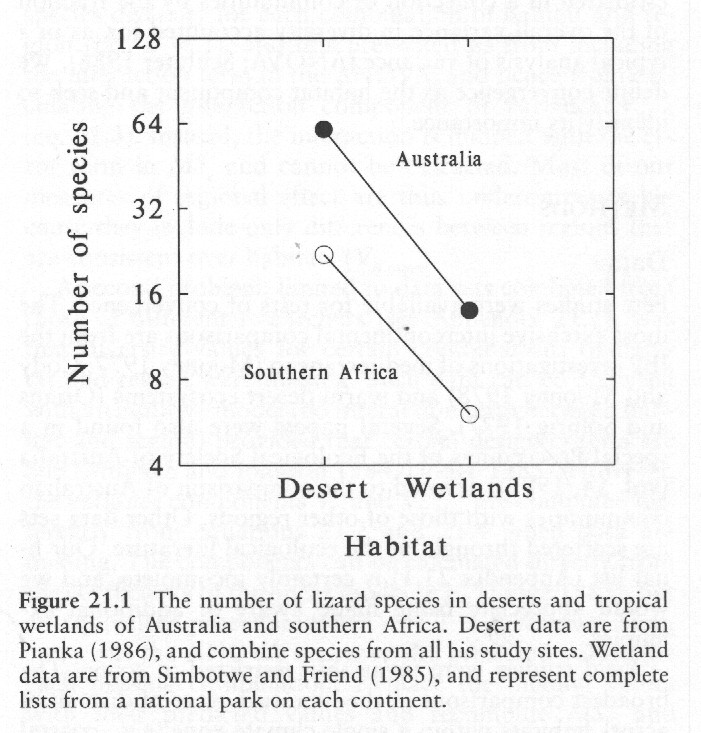 128
64
32
16
8
4
Number of species
Australia
Southern Africa
Desert Wetlands
Habitat
Figure 21.1 The number of lizard species in deserts and tropical
wetlands of Australia and southern Africa. Desert data are from
Pianka (1986), and combine species from all his study sites. Wetland
data are from Simbotwe and Friend (1985), and represent complete
lists from a national park on each continent.